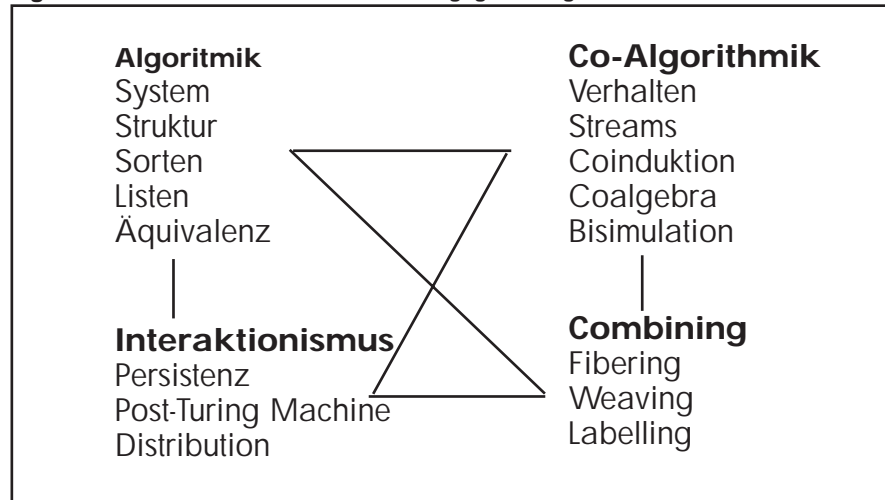 Algoritmik
System
Struktur
Sorten
Listen
Äquivalenz
Co-Algorithmik
Verhalten
Streams
Coinduktion
Coalgebra
Bisimulation
Interaktionismus
Persistenz
Post-Turing Machine
Distribution
Combining
Fibering
Weaving
Labelling